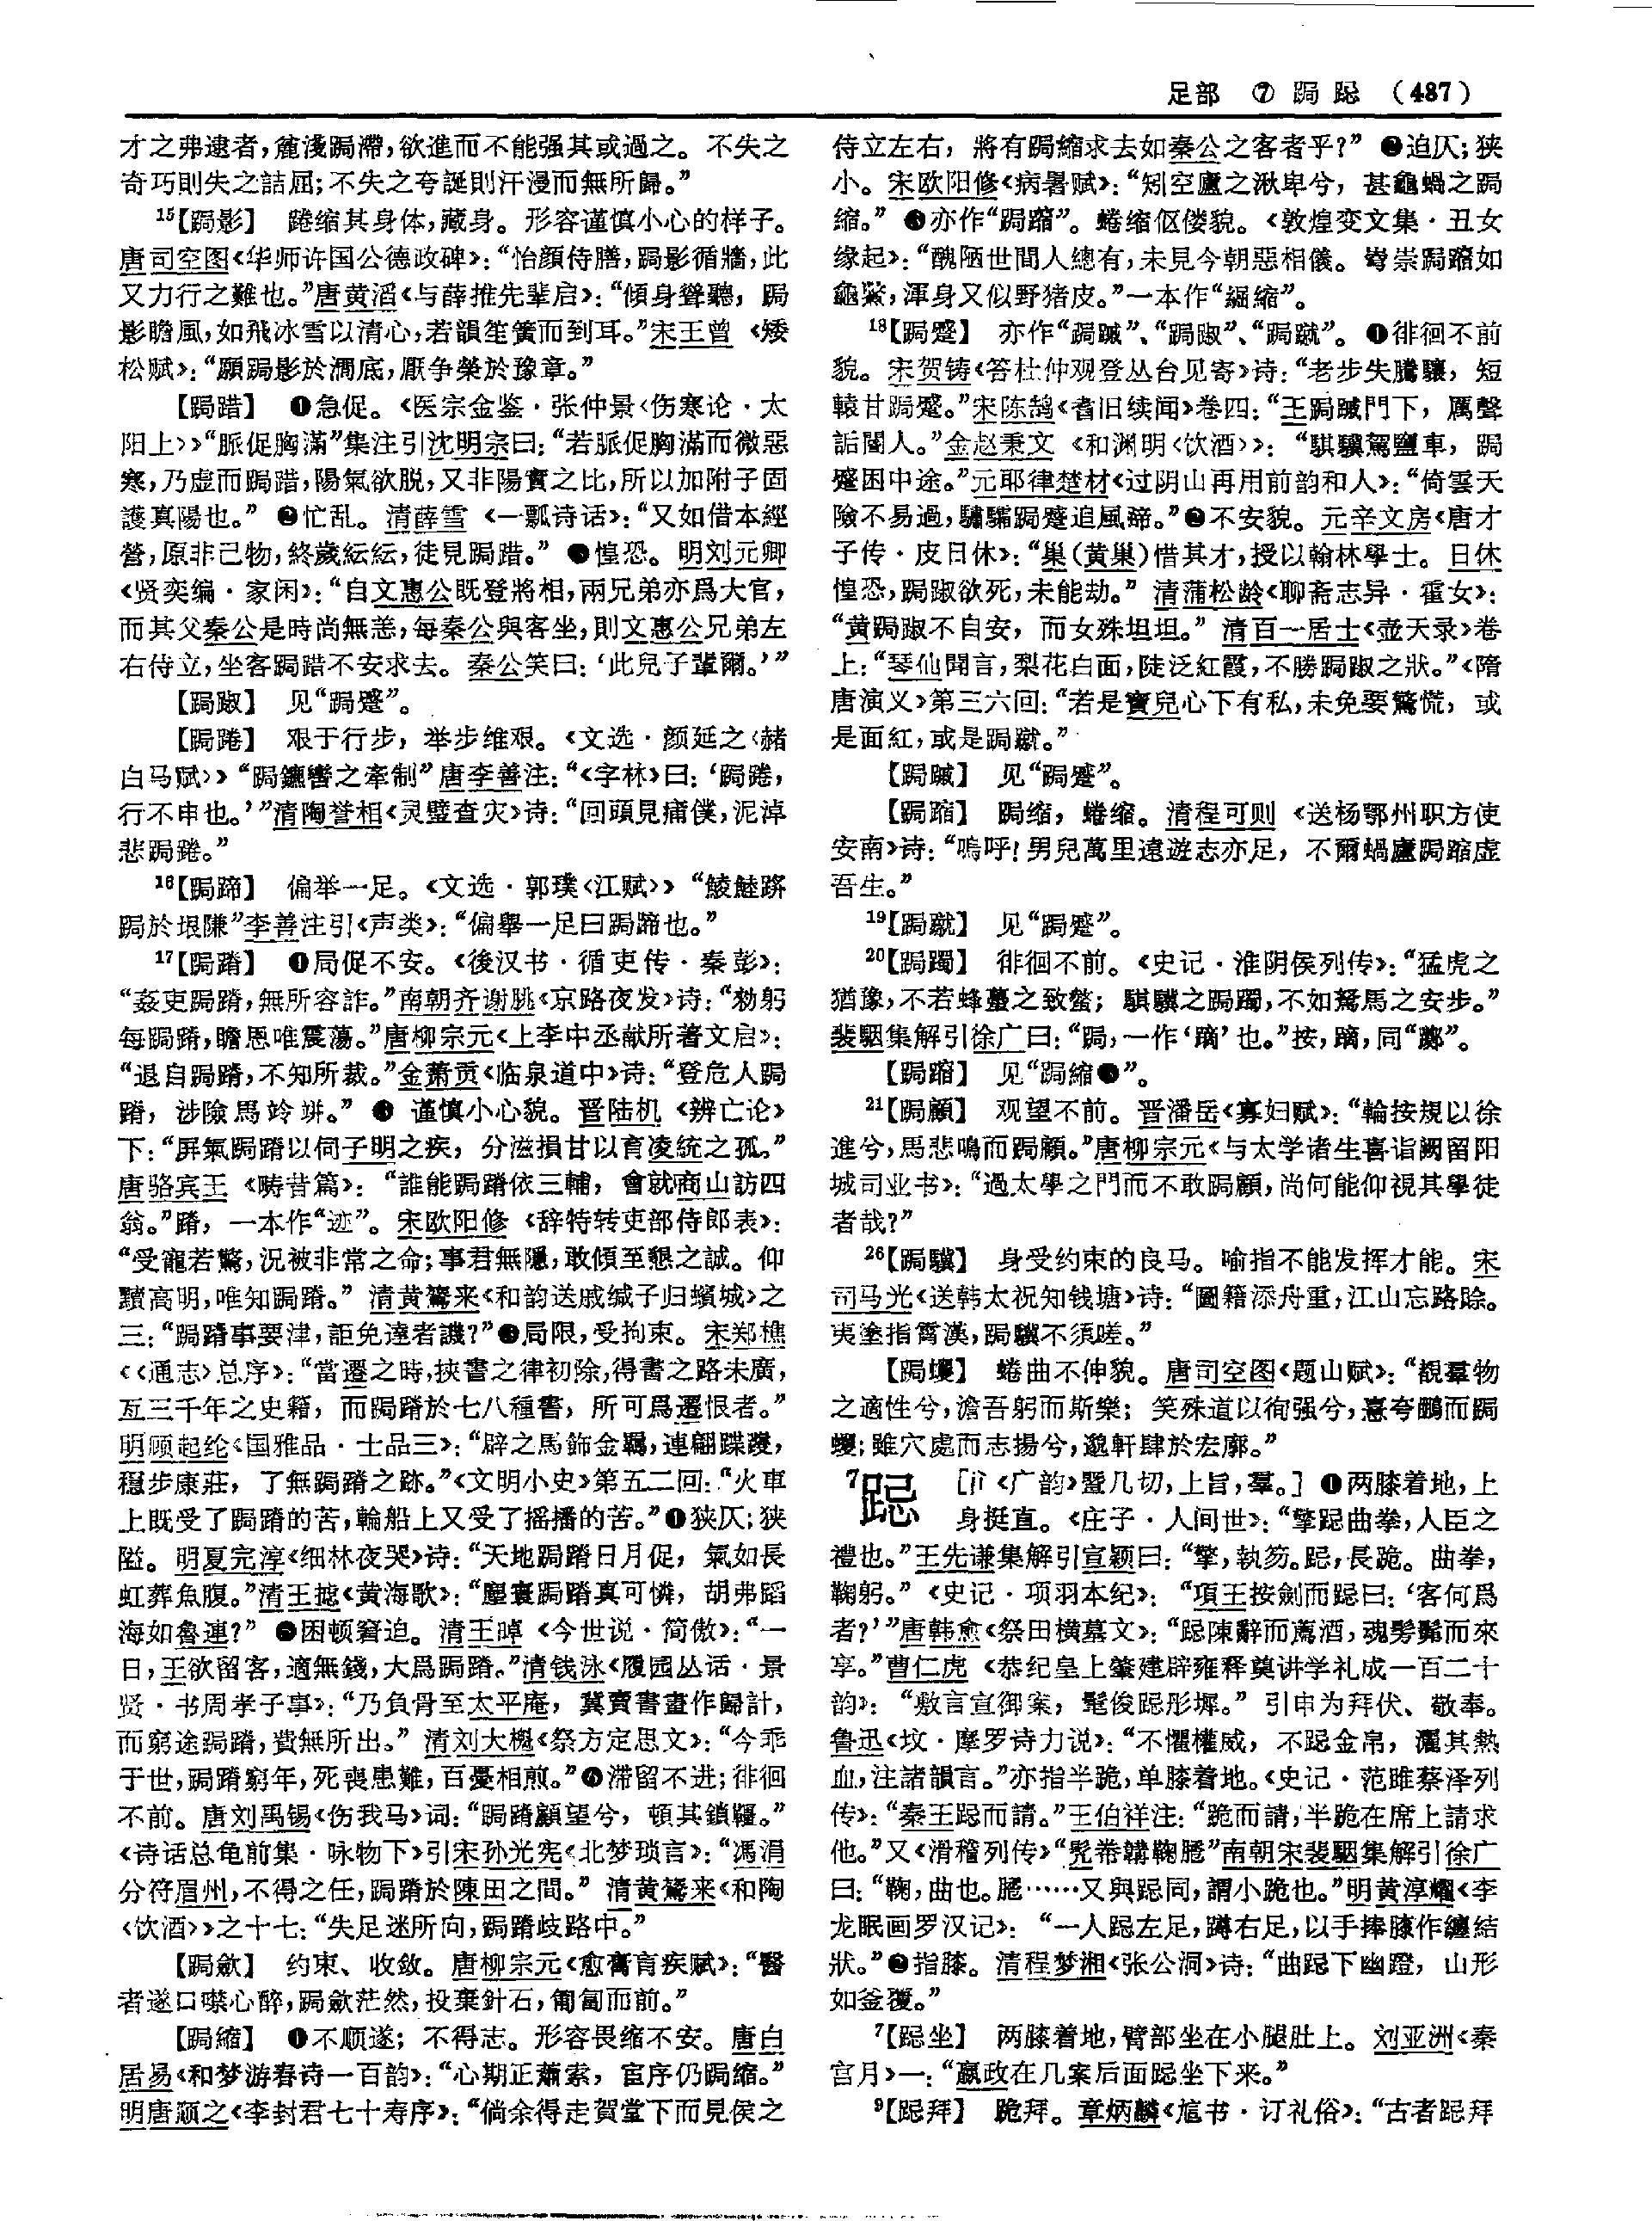 足部 ⑦ 跼 跽 (487)
才之弗逮者，麄淺跼滯，欲進而不能强其或過之。不失之
奇巧則失之詰屈；不失之夸誕則汗漫而無所歸。”
15【跼影】 踡缩其身体，藏身。形容谨慎小心的样子。
唐司空图《华师许国公德政碑》：“怡顔侍膳，跼影循牆，此
又力行之難也。”唐黄滔《与薛推先辈启》：“傾身聳聽，跼
影瞻風，如飛冰雪以清心，若韻笙簧而到耳。”宋王曾《矮
松赋》：“願跼影於澗底，厭争榮於豫章。”
【跼踖】 ❶急促。《医宗金鉴·张仲景〈伤寒论·太
阳上〉》“脈促胸滿”集注引沈明宗曰：“若脈促胸滿而微惡
寒，乃虚而跼踖，陽氣欲脱，又非陽實之比，所以加附子固
護真陽也。” ❷忙乱。清薛雪《一瓢诗话》：“又如借本經
營，原非己物，終歲紜紜，徒見跼踖。” ❸惶恐。明刘元卿
《贤奕编·家闲》：“自文惠公既登將相，兩兄弟亦爲大官，
而其父秦公是時尚無恙，每秦公與客坐，則文惠公兄弟左
右侍立，坐客跼踖不安求去。秦公笑曰：‘此兒子輩爾。’”
【跼踧】 见“跼蹙”。
【跼踡】 艰于行步，举步维艰。《文选·颜延之〈赭
白马赋〉》“跼鑣轡之牽制”唐李善注：“《字林》曰：‘跼踡，
行不申也。’”清陶誉相《灵璧查灾》诗：“回頭見痡僕，泥淖
悲跼踡。”
16【跼蹄】 偏举一足。《文选·郭璞〈江赋〉》“鯪鯥踦
跼於垠隒”李善注引《声类》：“偏舉一足曰跼蹄也。”
17【跼蹐】 ❶局促不安。《後汉书·循吏传·秦彭》：
“姦吏跼蹐，無所容詐。”南朝齐谢朓《京路夜发》诗：“勑躬
每跼蹐，瞻恩唯震蕩。”唐柳宗元《上李中丞献所著文启》：
“退自跼蹐，不知所裁。”金萧贡《临泉道中》诗：“登危人跼
蹐，涉險馬竛竮。” ❷ 谨慎小心貌。晋陆机《辨亡论》
下：“屏氣跼蹐以伺子明之疾，分滋損甘以育凌統之孤。”
唐骆宾王《畴昔篇》：“誰能跼蹐依三輔，會就商山訪四
翁。”蹐，一本作“迹”。宋欧阳修《辞特转吏部侍郎表》：
“受寵若驚，況被非常之命；事君無隱，敢傾至懇之誠。仰
黷高明，唯知跼蹐。” 清黄鷟来《和韵送戚缄子归蠙城》之
三：“跼蹐事要津，詎免達者譏？”❸局限，受拘束。宋郑樵
《〈通志〉总序》：“當遷之時，挾書之律初除，得書之路未廣，
亙三千年之史籍，而跼蹐於七八種書，所可爲遷恨者。”
明顾起纶《国雅品·士品三》：“辟之馬飾金羈，連翩蹀躞，
穩步康莊，了無跼蹐之跡。”《文明小史》第五二回：“火車
上既受了跼蹐的苦，輪船上又受了摇播的苦。”❹狭仄；狭
隘。明夏完淳《细林夜哭》诗：“天地跼蹐日月促，氣如長
虹葬魚腹。”清王摅《黄海歌》：“塵寰跼蹐真可憐，胡弗蹈
海如魯連？” ❺困顿窘迫。清王晫《今世说·简傲》：“一
日，王欲留客，適無錢，大爲跼蹐。”清钱泳《履园丛话·景
贤·书周孝子事》：“乃負骨至太平庵，冀賣書畫作歸計，
而窮途跼蹐，費無所出。” 清刘大櫆《祭方定思文》：“今乖
于世，跼蹐窮年，死喪患難，百憂相煎。”❻滞留不进；徘徊
不前。唐刘禹锡《伤我马》词：“跼蹐顧望兮，頓其鎖韁。”
《诗话总龟前集·咏物下》引宋孙光宪《北梦琐言》：“馮涓
分符眉州，不得之任，跼蹐於陳田之間。” 清黄鷟来《和陶
〈饮酒〉》之十七：“失足迷所向，跼蹐歧路中。”
【跼歛】 约束、收敛。唐柳宗元《愈膏肓疾赋》：“醫
者遂口噤心醉，跼歛茫然，投棄針石，匍匐而前。”
【跼縮】 ❶不顺遂；不得志。形容畏缩不安。唐白
居易《和梦游春诗一百韵》：“心期正蕭索，宦序仍跼縮。”
明唐顺之《李封君七十寿序》：“倘余得走賀堂下而見侯之
侍立左右，將有跼縮求去如秦公之客者乎？” ❷迫仄；狭
小。宋欧阳修《病暑赋》：“矧空廬之湫卑兮，甚龜蝸之跼
縮。” ❸亦作“跼蹜”。蜷缩伛偻貌。《敦煌变文集·丑女
缘起》：“醜陋世間人總有，未見今朝惡相儀。穹崇跼蹜如
龜鱉，渾身又似野猪皮。”一本作“䠇縮”。
18【跼蹙】 亦作“跼䠞”、“跼踧”、“跼蹴”。❶徘徊不前
貌。宋贺铸《答杜仲观登丛台见寄》诗：“老步失騰驤，短
轅甘跼蹙。”宋陈鹄《耆旧续闻》卷四：“王跼䠞門下，厲聲
詬閽人。”金赵秉文《和渊明〈饮酒〉》：“騏驥駕鹽車，跼
蹙困中途。”元耶律楚材《过阴山再用前韵和人》：“倚雲天
險不易過，驌驦跼蹙追風蹄。”❷不安貌。元辛文房《唐才
子传·皮日休》：“巢（黄巢）惜其才，授以翰林學士。日休
惶恐，跼踧欲死，未能劫。” 清蒲松龄《聊斋志异·霍女》：
“黄跼踧不自安，而女殊坦坦。” 清百一居士《壶天录》卷
上：“琴仙聞言，梨花白面，陡泛紅霞，不勝跼踧之狀。”《隋
唐演义》第三六回：“若是寶兒心下有私，未免要驚慌，或
是面紅，或是跼蹴。”
【跼䠞】 见“跼蹙”。
【跼蹜】 跼缩，蜷缩。清程可则《送杨鄂州职方使
安南》诗：“嗚呼！男兒萬里遠遊志亦足，不爾蝸廬跼蹜虚
吾生。”
19【跼蹴】 见“跼蹙”。
20【跼躅】 徘徊不前。《史记·淮阴侯列传》：“猛虎之
猶豫，不若蜂蠆之致螫；騏驥之跼躅，不如駑馬之安步。”
裴駰集解引徐广曰：“跼，一作‘蹢’也。”按，蹢，同“躑”。
【跼蹜】 见“跼縮❸”。
21【跼顧】 观望不前。晋潘岳《寡妇赋》：“輪按規以徐
進兮，馬悲鳴而跼顧。”唐柳宗元《与太学诸生喜诣阙留阳
城司业书》：“過太學之門而不敢跼顧，尚何能仰視其學徒
者哉？”
26【跼驥】 身受约束的良马。喻指不能发挥才能。宋
司马光《送韩太祝知钱塘》诗：“圖籍添舟重，江山忘路賒。
夷塗指霄漢，跼驥不須嗟。”
【跼蠖】 蜷曲不伸貌。唐司空图《题山赋》：“觀羣物
之適性兮，澹吾躬而斯樂；笑殊道以徇强兮，憙夸鵬而跼
蠖；雖穴處而志揚兮，邈軒肆於宏廓。”
7跽 [jì《广韵》暨几切，上旨，羣。] ❶两膝着地，上
身挺直。《庄子·人间世》：“擎跽曲拳，人臣之
禮也。”王先谦集解引宣颖曰：“擎，執笏。跽，長跪。曲拳，
鞠躬。”《史记·项羽本纪》：“項王按劍而跽曰：‘客何爲
者？’”唐韩愈《祭田横墓文》：“跽陳辭而薦酒，魂髣髴而來
享。”曹仁虎《恭纪皇上肇建辟雍释奠讲学礼成一百二十
韵》：“敷言宣御案，髦俊跽彤墀。” 引申为拜伏、敬奉。
鲁迅《坟·摩罗诗力说》：“不懼權威，不跽金帛，灑其熱
血，注諸韻言。”亦指半跪，单膝着地。《史记·范雎蔡泽列
传》：“秦王跽而請。”王伯祥注：“跪而請，半跪在席上請求
他。”又《滑稽列传》“髡帣韝鞠䠆”南朝宋裴駰集解引徐广
曰：“鞠，曲也。䠆……又與跽同，謂小跪也。”明黄淳耀《李
龙眠画罗汉记》：“一人跽左足，蹲右足，以手捧膝作纏結
狀。”❷指膝。清程梦湘《张公洞》诗：“曲跽下幽蹬，山形
如釜覆。”
7【跽坐】 两膝着地，臀部坐在小腿肚上。刘亚洲《秦
宫月》一：“嬴政在几案后面跽坐下来。”
9【跽拜】 跪拜。章炳麟《訄书·订礼俗》：“古者跽拜